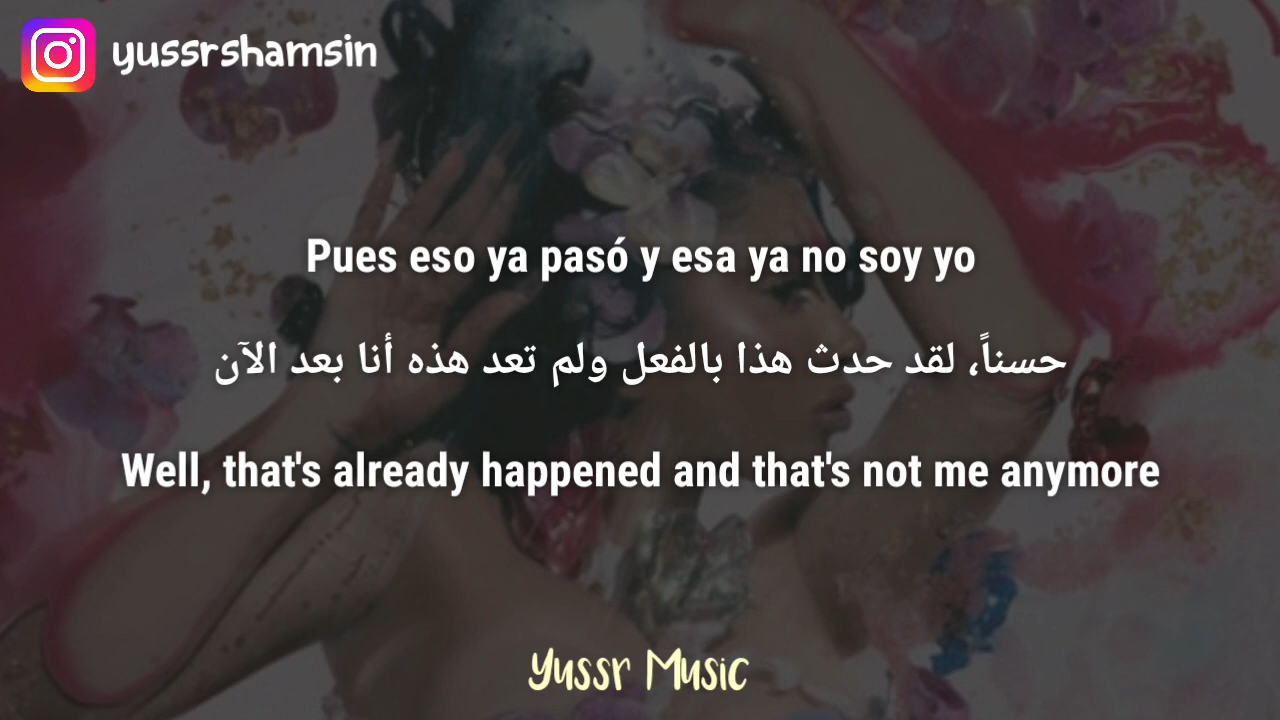 yussrshamsin
Pues eso ya pasó y esa ya no soy yo
حسناً، لقد حدث هذا بالفعل ولم تعد هذه أنا بعد الآن
Well, that's already happened and that's not me anymore
Yussr Music